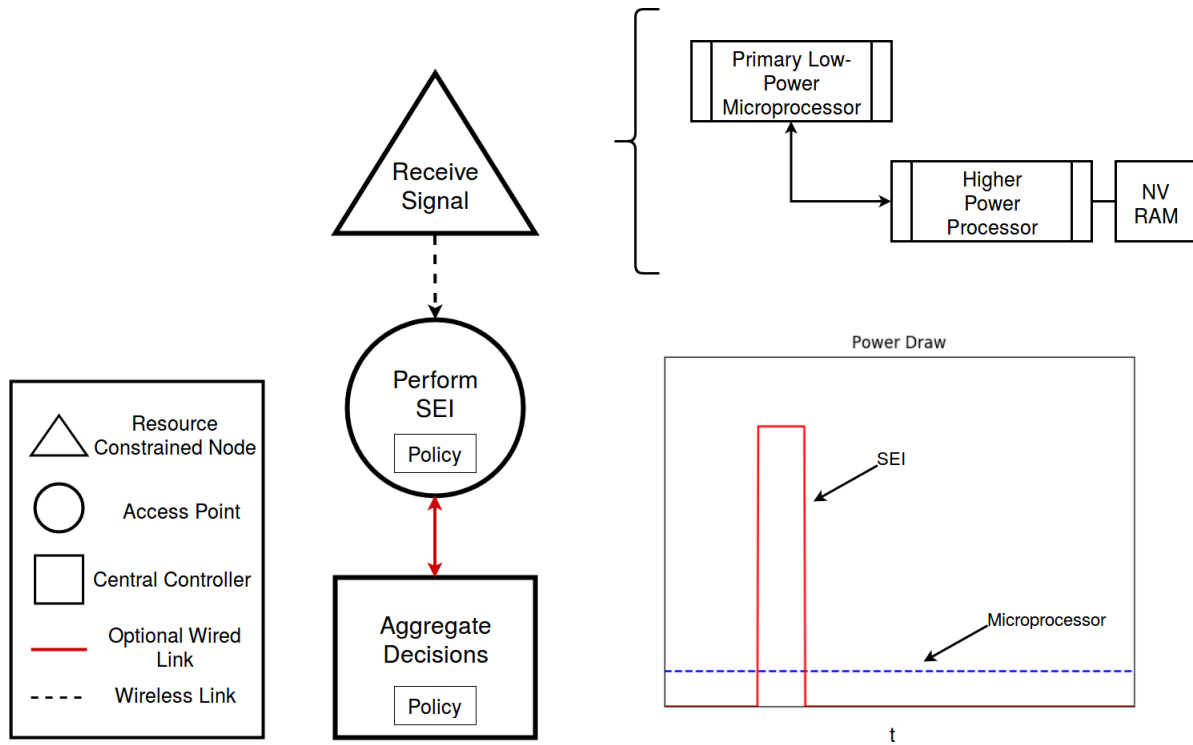 Receive
Signal
Perform
SEI
Policy
Aggregate
Decisions
Policy
Resource
Constrained Node
Access Point
Central Controller
Optional Wired
Link
Wireless Link
Primary Low-
Power
Microprocessor
Higher
Power
Processor
NV
RAM
Power Draw
SEI
Microprocessor
t